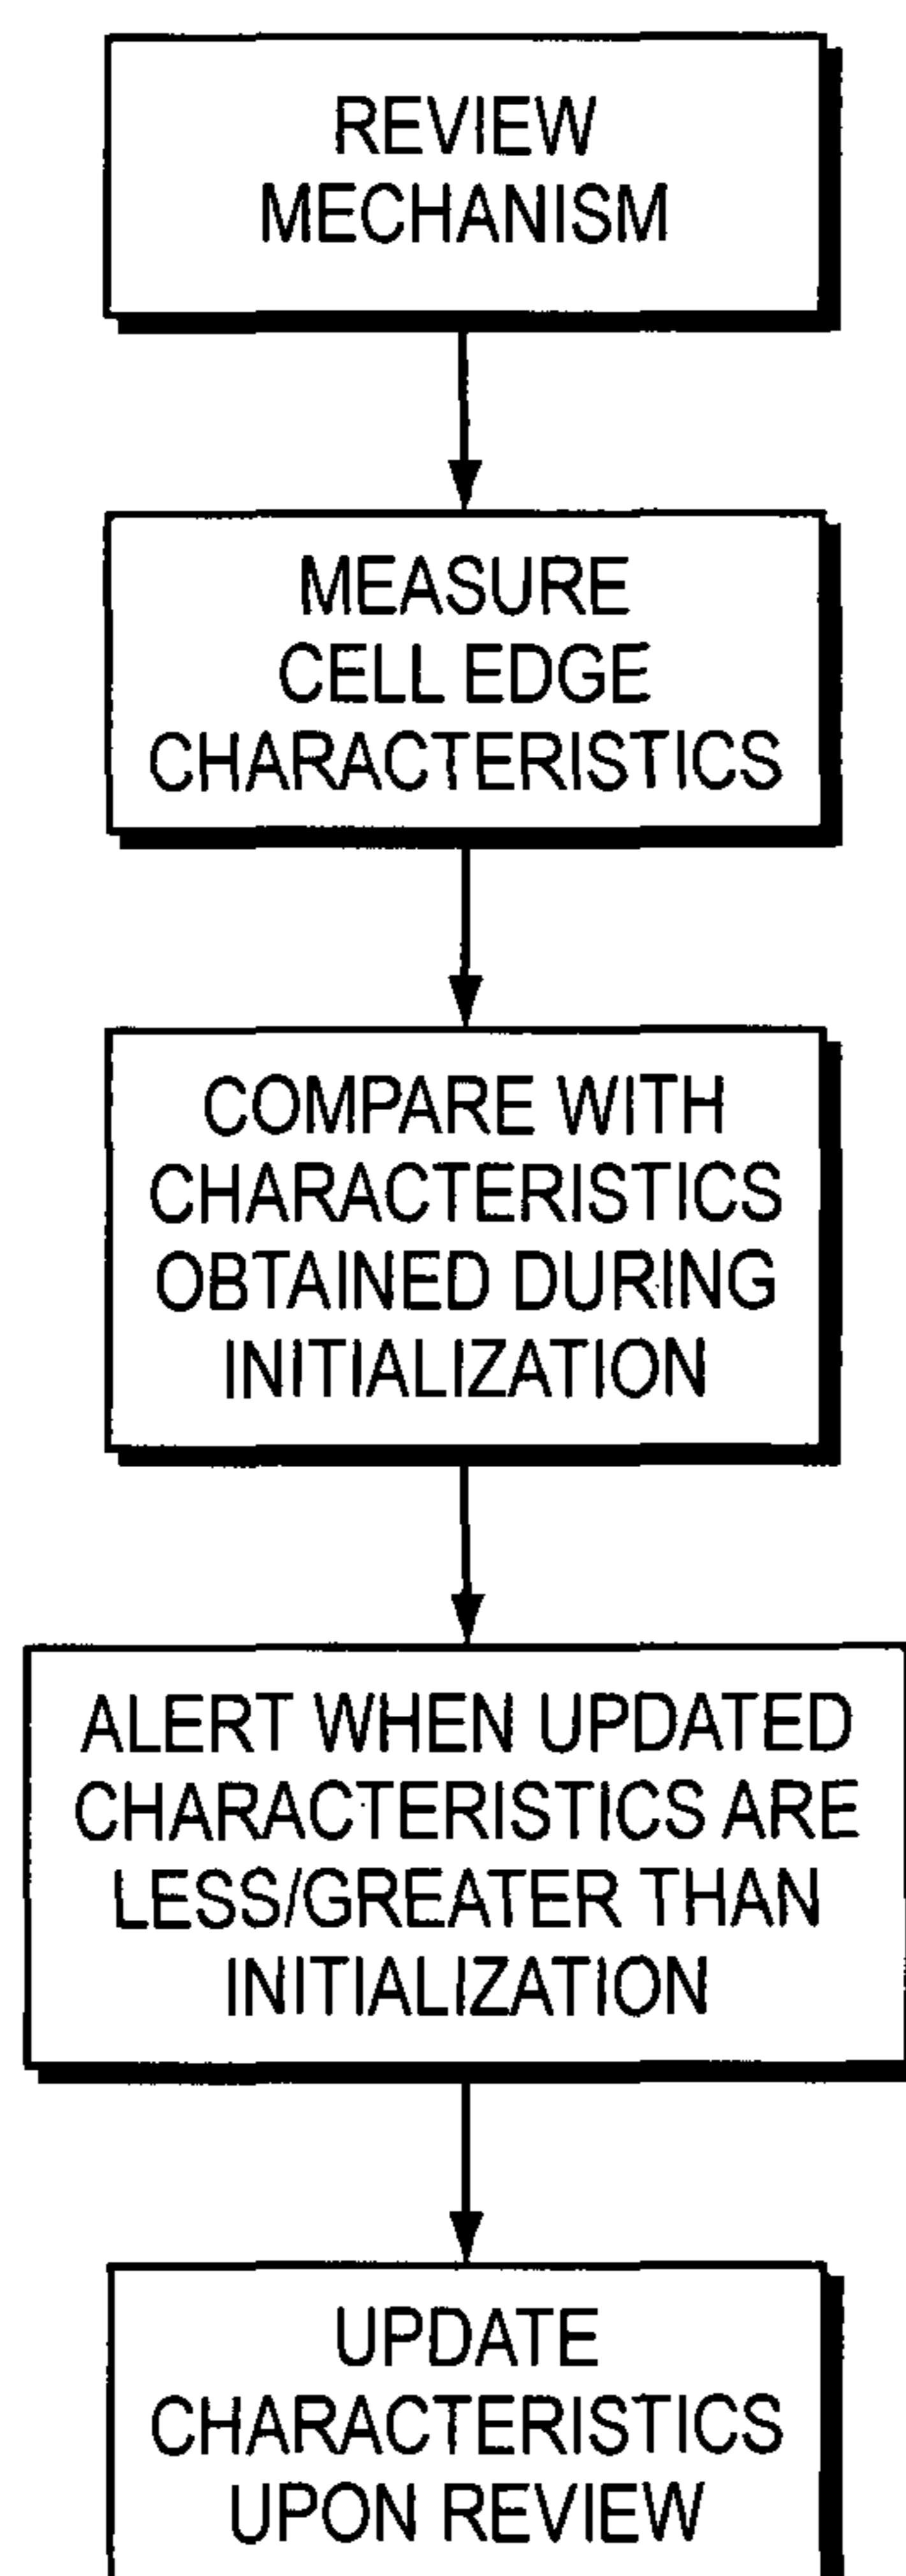 REVIEW
MECHANISM
MEASURE
CELL EDGE
CHARACTERISTICS
COMPARE WITH
CHARACTERISTICS
OBTAINED DURING
INITIALIZATION
ALERT WHEN UPDATED
CHARACTERISTICS ARE
LESS/GREATER THAN
INITIALIZATION
UPDATE
CHARACTERISTICS
UPON REVIEW